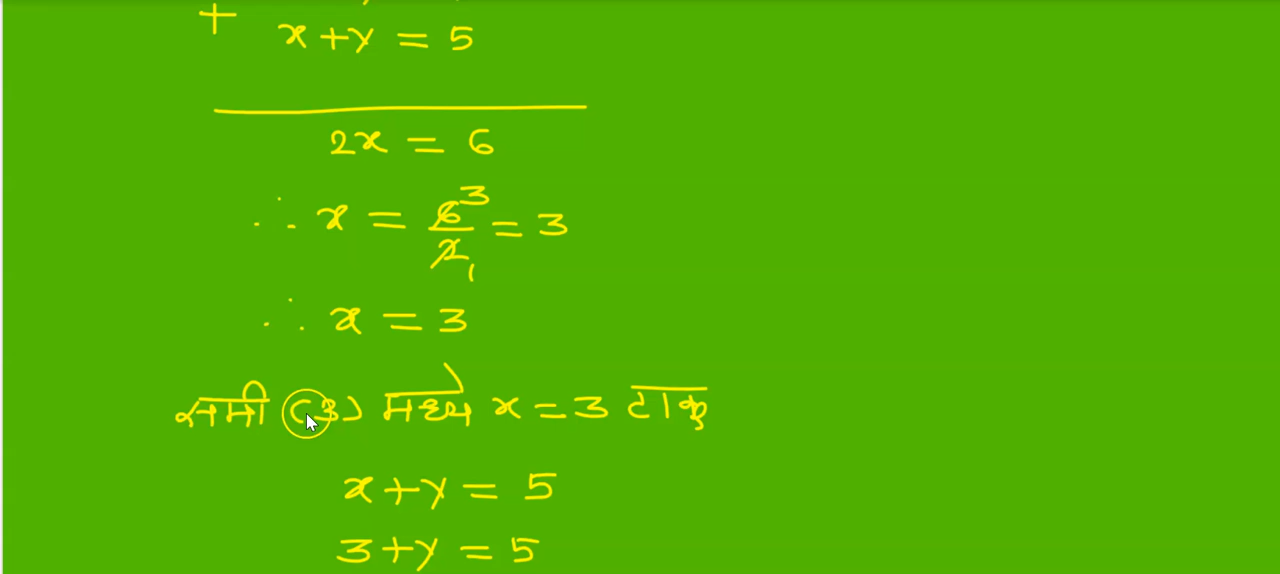 + x + y = 5
2x = 6
∴ x = 6/2 = 3
∴ x = 3
समी (3) मध्ये x = 3 टाकू
x + y = 5
3 + y = 5